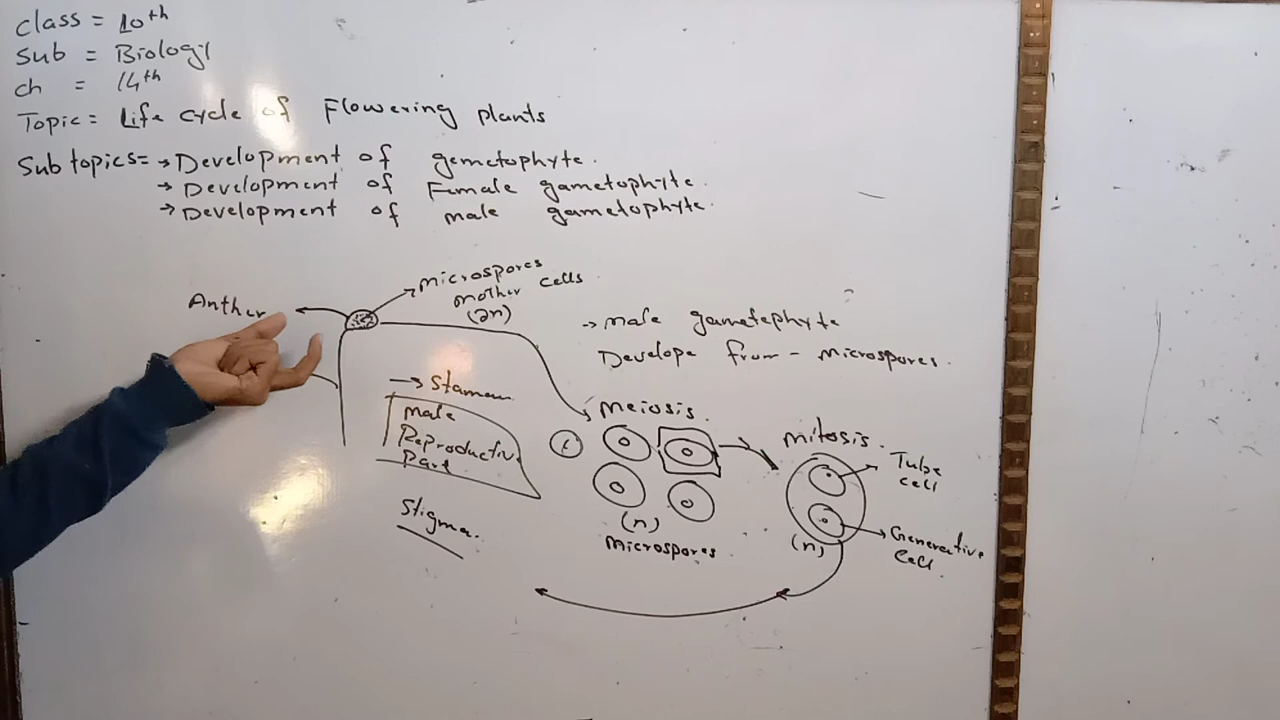 class = 10th
Sub = Biology
ch = 14th
Topic = Life cycle of Flowering plants
Sub topics = → Development of gemetophyte.
→ Development of Female gametophyte.
→ Development of male gametophyte.
Anther
Microspores
mother cells
(2n)
→ male gametephyte
Develope from - microspores.
→ Stamen
male
Reproductive
Part
Stigma.
meiosis.
(n)
microspores.
mitosis.
Tube
cell
Generative
Cell.
(n)